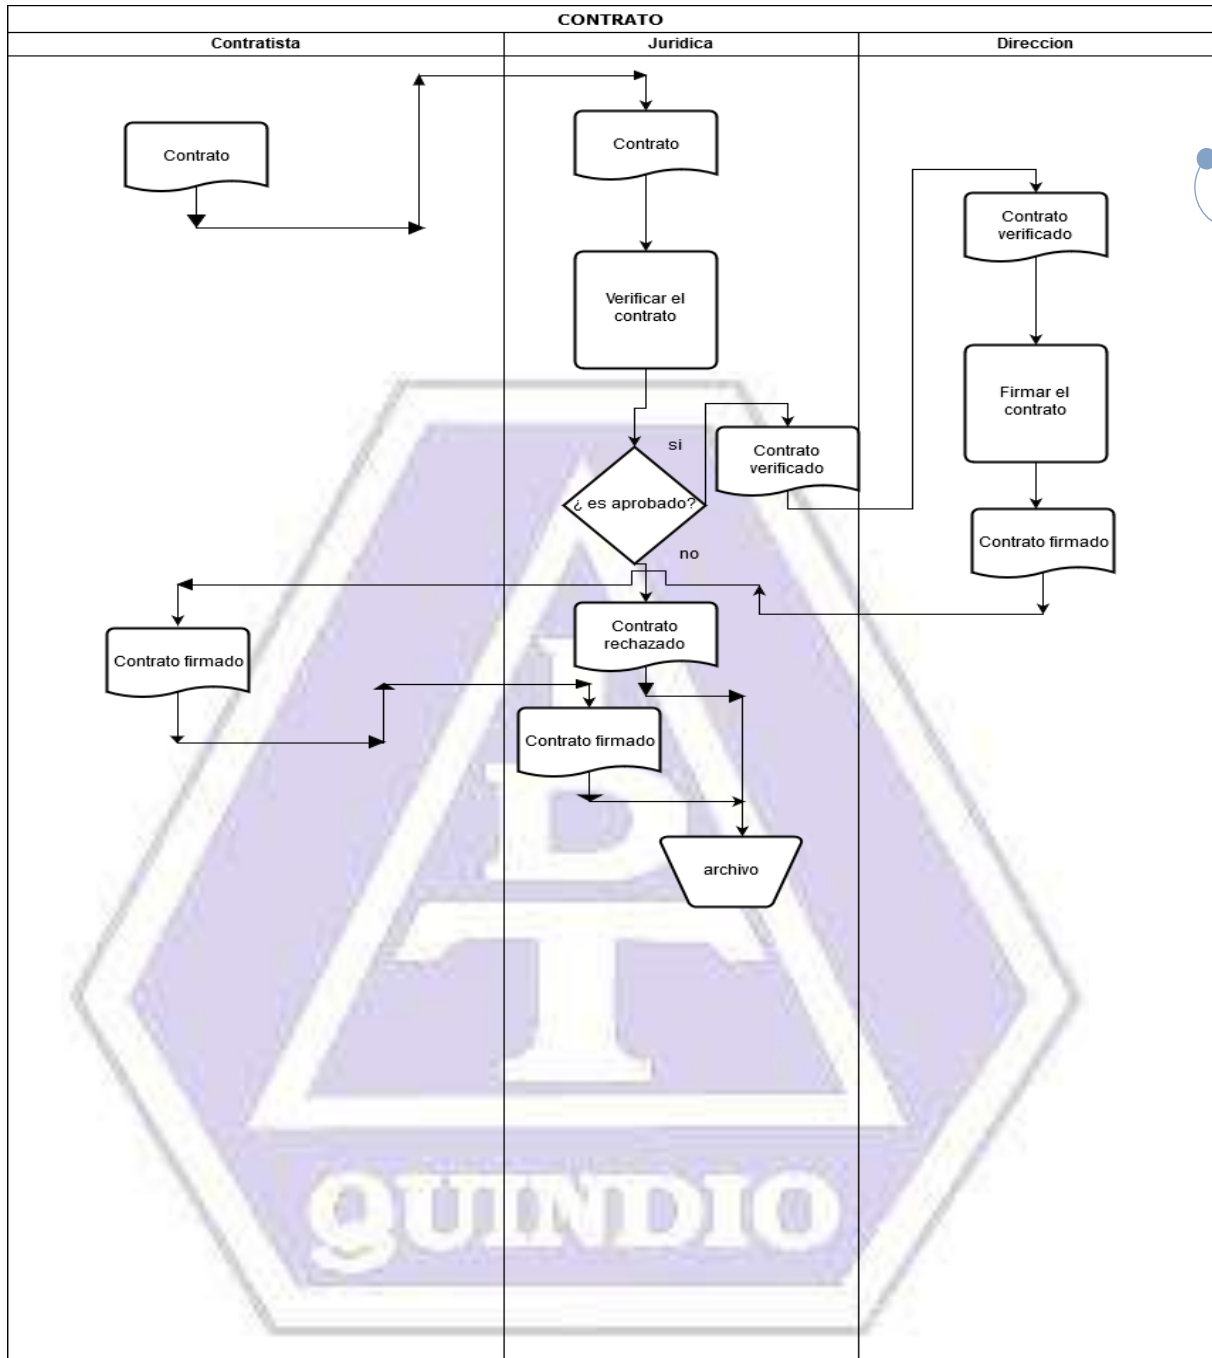 CONTRATO
Contratista
Juridica
Direccion
Contrato
Contrato
Contrato
verificado
Verificar el
contrato
Firmar el
contrato
si
Contrato
verificado
¿ es aprobado?
no
Contrato firmado
Contrato
rechazado
Contrato firmado
Contrato firmado
archivo
QUINDIO